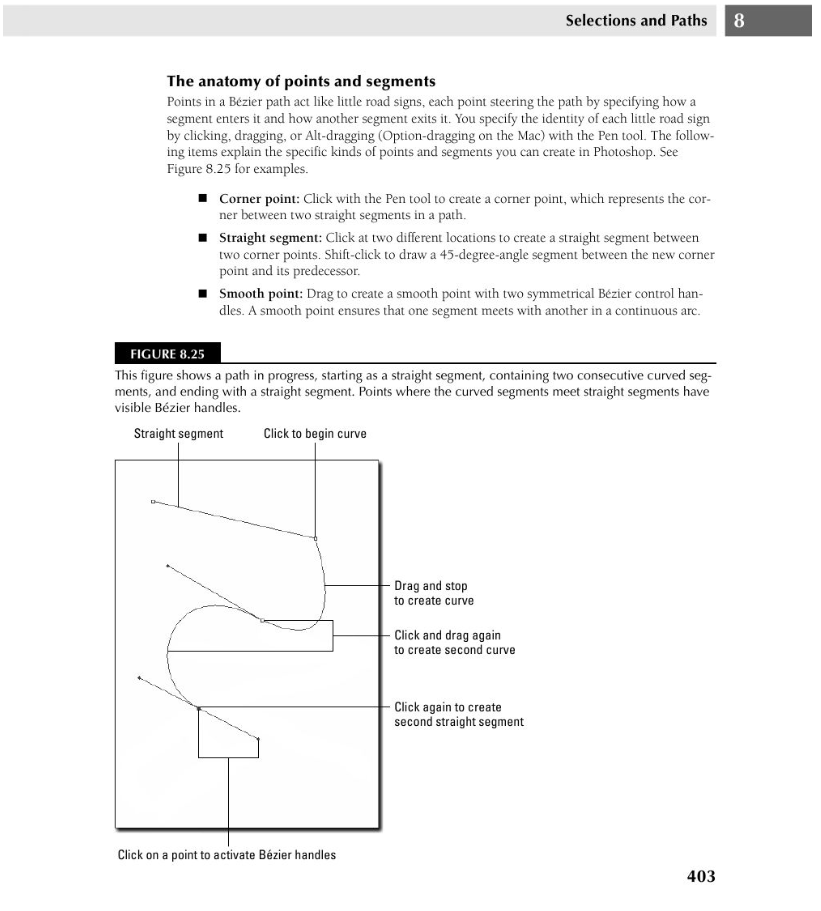 Selections and Paths 8
The anatomy of points and segments
Points in a Bézier path act like little road signs, each point steering the path by specifying how a
segment enters it and how another segment exits it. You specify the identity of each little road sign
by clicking, dragging, or Alt-dragging (Option-dragging on the Mac) with the Pen tool. The follow-
ing items explain the specific kinds of points and segments you can create in Photoshop. See
Figure 8.25 for examples.
■ Corner point: Click with the Pen tool to create a corner point, which represents the cor-
ner between two straight segments in a path.
■ Straight segment: Click at two different locations to create a straight segment between
two corner points. Shift-click to draw a 45-degree-angle segment between the new corner
point and its predecessor.
■ Smooth point: Drag to create a smooth point with two symmetrical Bézier control han-
dles. A smooth point ensures that one segment meets with another in a continuous arc.
FIGURE 8.25
This figure shows a path in progress, starting as a straight segment, containing two consecutive curved seg-
ments, and ending with a straight segment. Points where the curved segments meet straight segments have
visible Bézier handles.
Straight segment
Click to begin curve
Drag and stop
to create curve
Click and drag again
to create second curve
Click again to create
second straight segment
Click on a point to activate Bézier handles
403